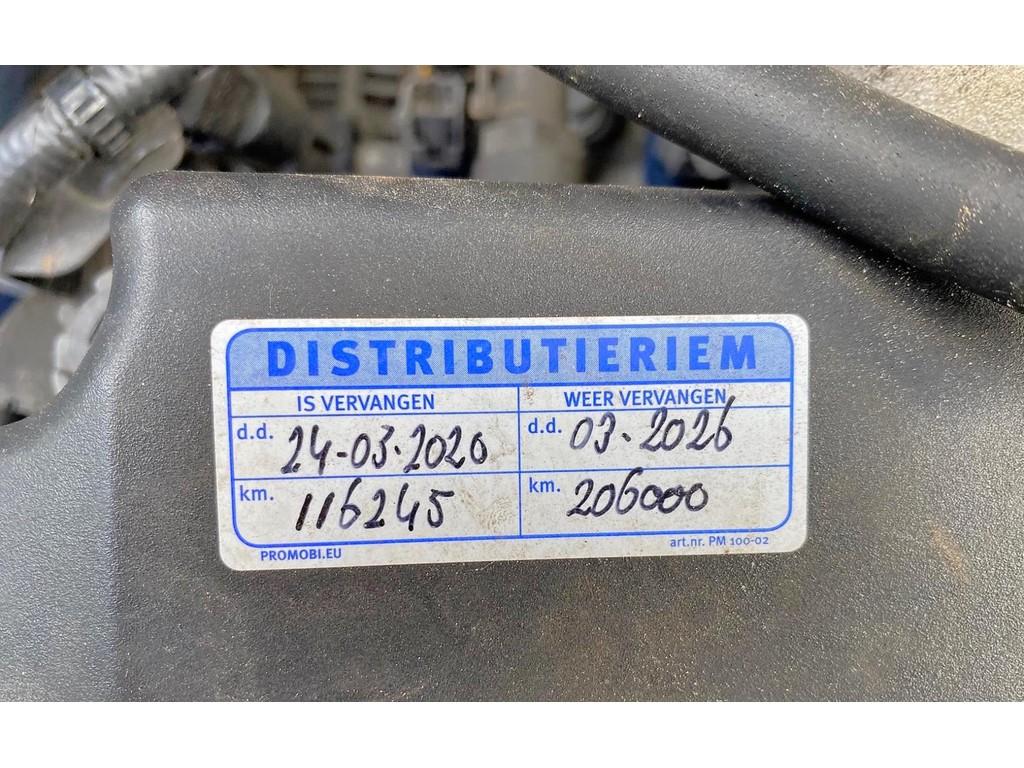 DISTRIBUTIERIEM
IS VERVANGEN WEER VERVANGEN
d.d. 24-03-2020 d.d. 03-2026
km. 116245 km. 206000
PROMOBI.EU art.nr. PM 100-02